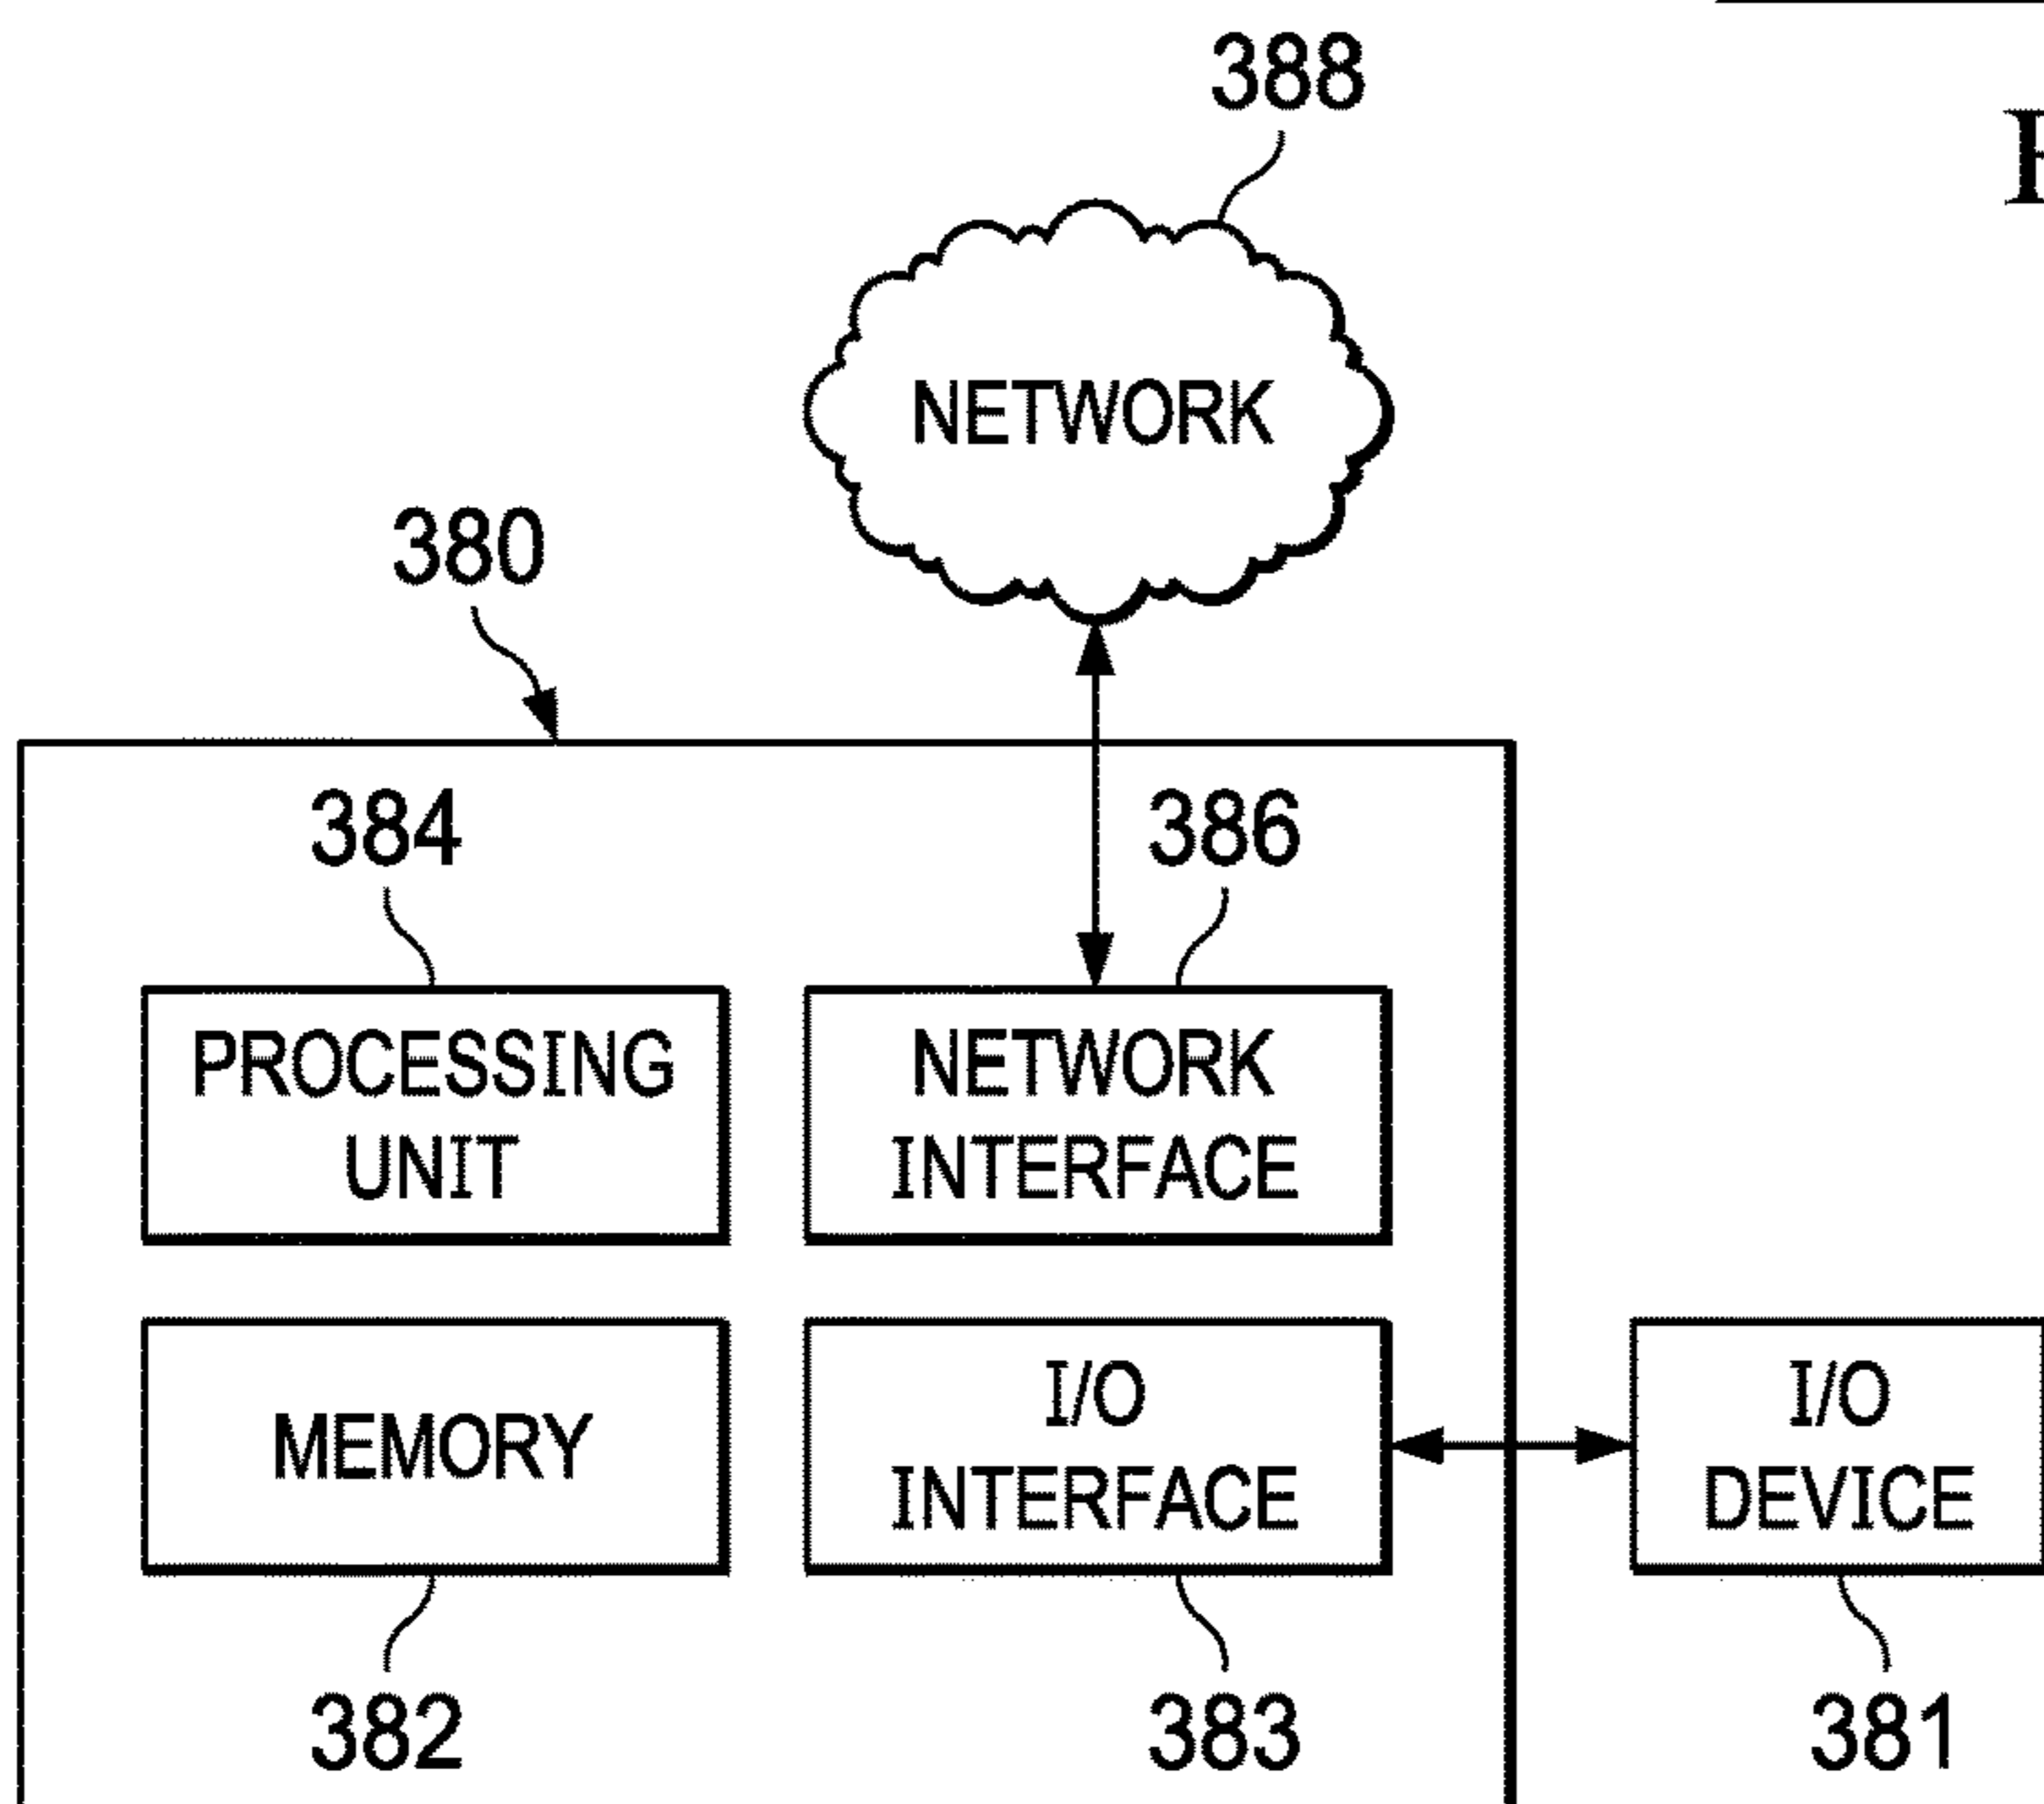 388
NETWORK
380
384
386
PROCESSING
UNIT
NETWORK
INTERFACE
MEMORY
I/O
INTERFACE
I/O
DEVICE
382
383
381